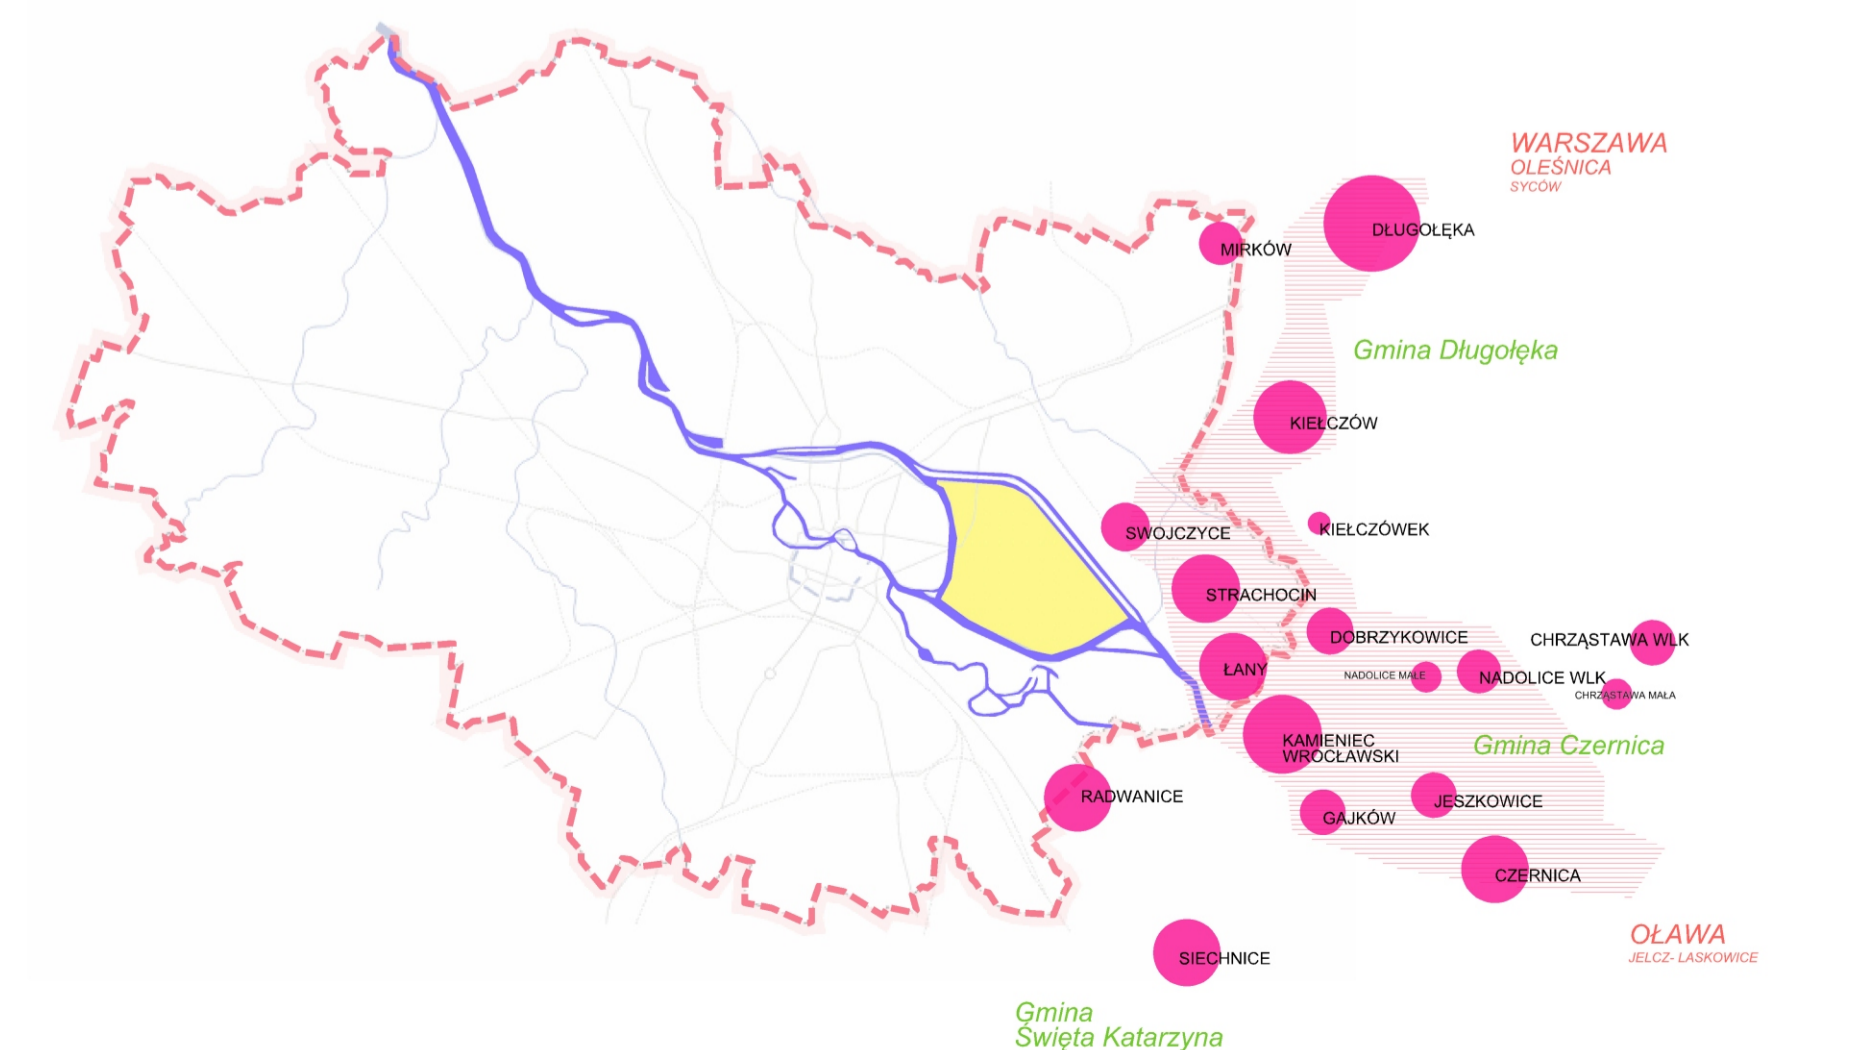 WARSZAWA
OLEŚNICA
SYCÓW
DŁUGOŁĘKA
MIRKÓW
Gmina Długołęka
KIEŁCZÓW
SWOJCZYCE
KIEŁCZÓWEK
STRACHOCIN
DOBRZYKOWICE
CHRZĄSTAWA WLK
ŁANY
NADOLICE MAŁE
NADOLICE WLK
CHRZĄSTAWA MAŁA
KAMIENIEC
WROCŁAWSKI
Gmina Czernica
RADWANICE
JESZKOWICE
GAJKÓW
CZERNICA
OŁAWA
JELCZ- LASKOWICE
SIECHNICE
Gmina
Święta Katarzyna